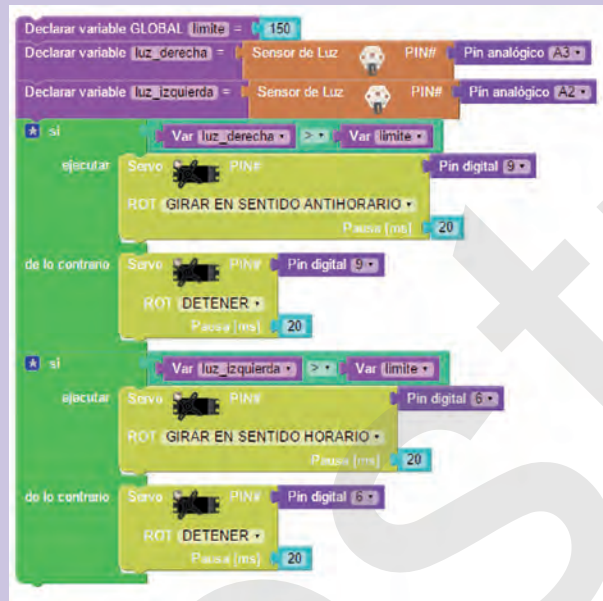 Declarar variable GLOBAL limite = 150
Declarar variable luz_derecha = Sensor de Luz PIN# Pin analógico A3
Declarar variable luz_izquierda = Sensor de Luz PIN# Pin analógico A2
si Var luz_derecha > Var limite
ejecutar Servo PIN# Pin digital 9
ROT GIRAR EN SENTIDO ANTIHORARIO
Pausa [ms] 20
de lo contrario Servo PIN# Pin digital 9
ROT DETENER
Pausa [ms] 20
si Var luz_izquierda > Var limite
ejecutar Servo PIN# Pin digital 6
ROT GIRAR EN SENTIDO HORARIO
Pausa [ms] 20
de lo contrario Servo PIN# Pin digital 6
ROT DETENER
Pausa [ms] 20